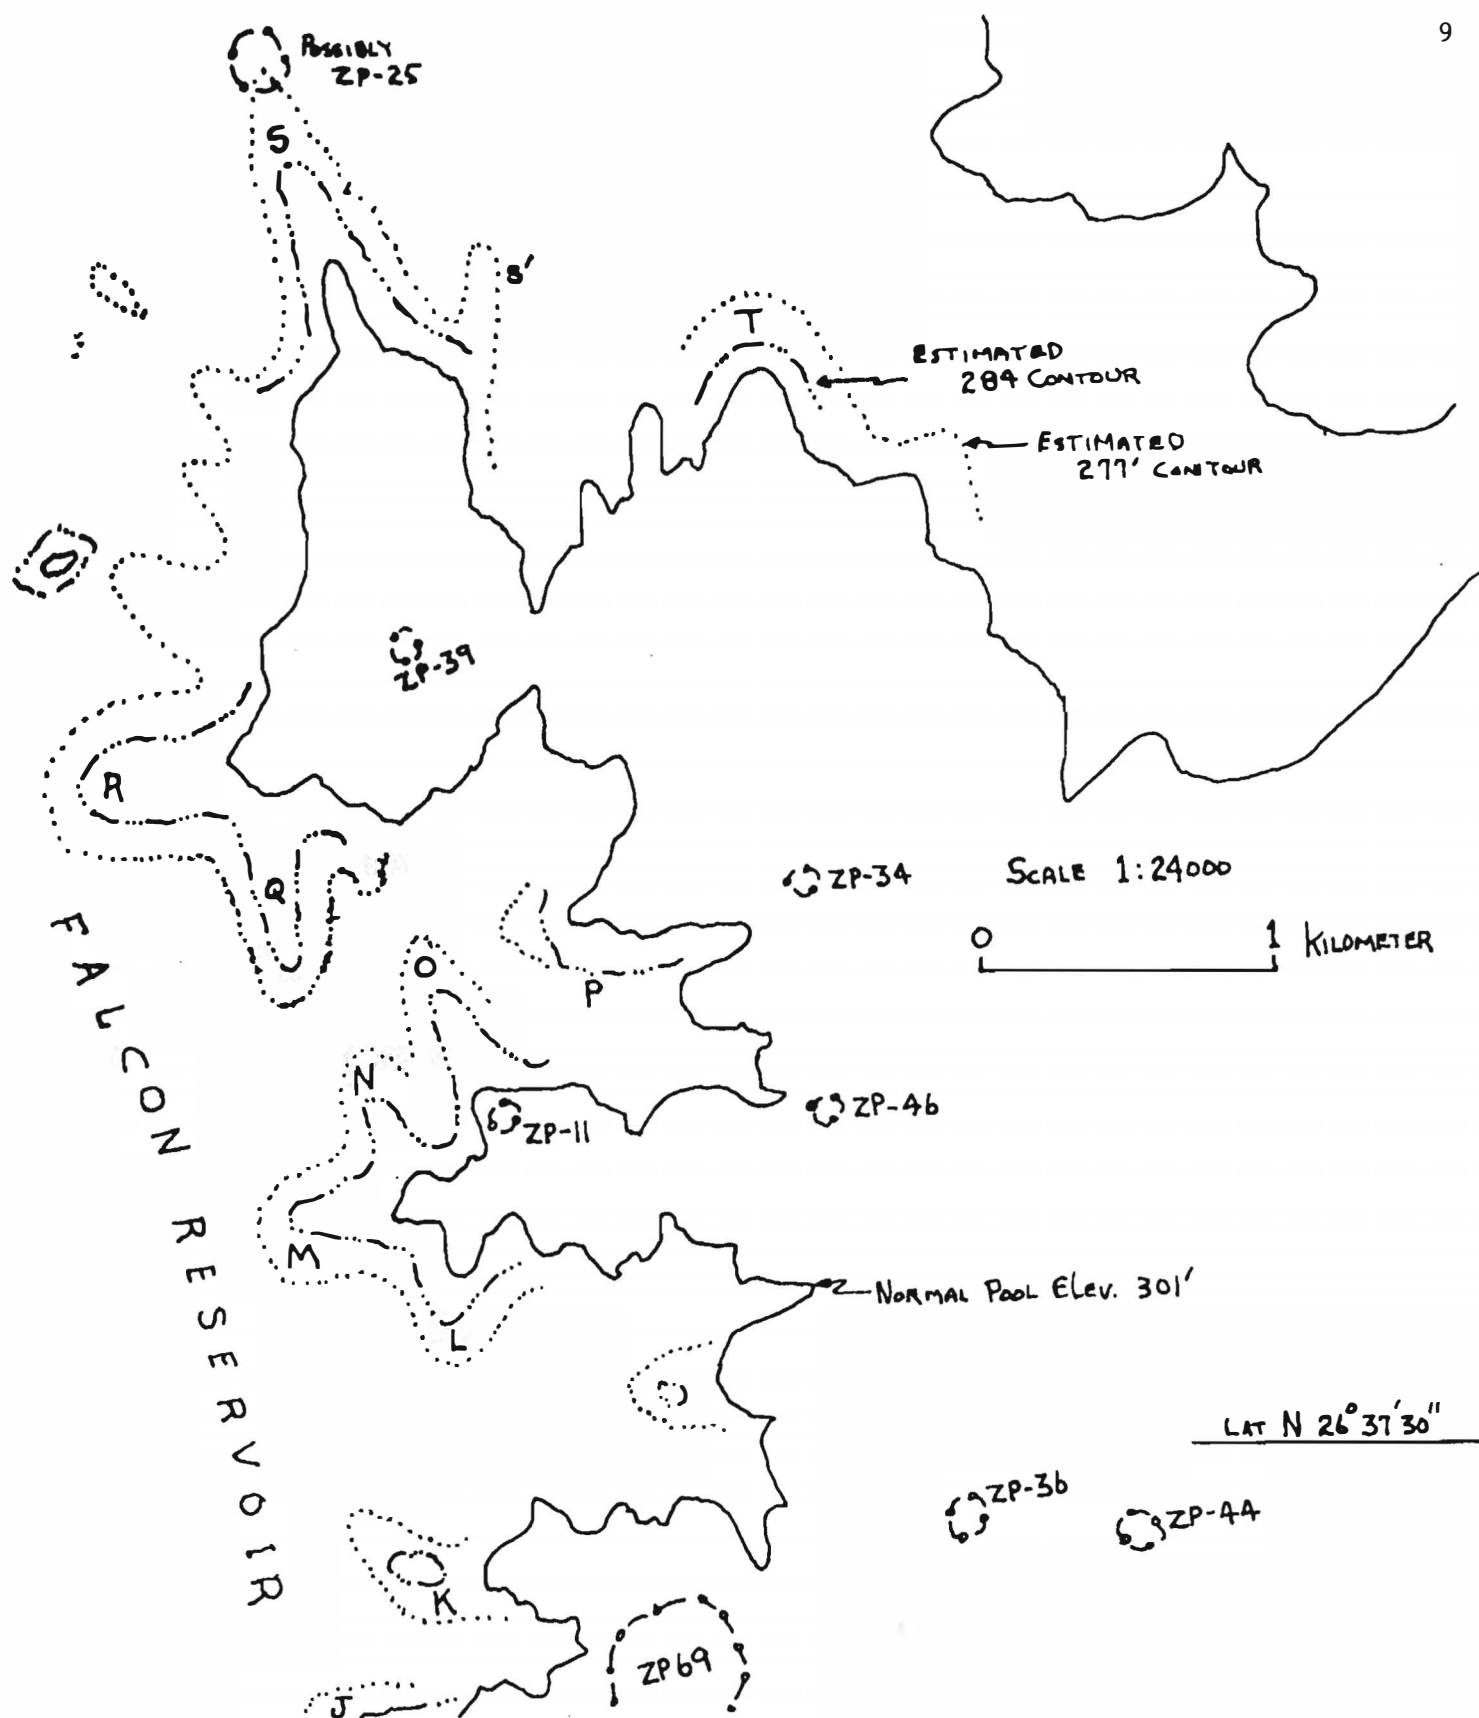 9
POSSIBLY
ZP-25
S
S'
T
ESTIMATED
284 CONTOUR
ESTIMATED
277' CONTOUR
ZP-39
R
Q
ZP-34
SCALE 1:24000
0 1 KILOMETER
O
P
N
ZP-11
ZP-46
M
L
NORMAL POOL ELEV. 301'
LAT N 26° 37' 30"
ZP-36
ZP-44
K
ZP69
J
FALCON RESERVOIR